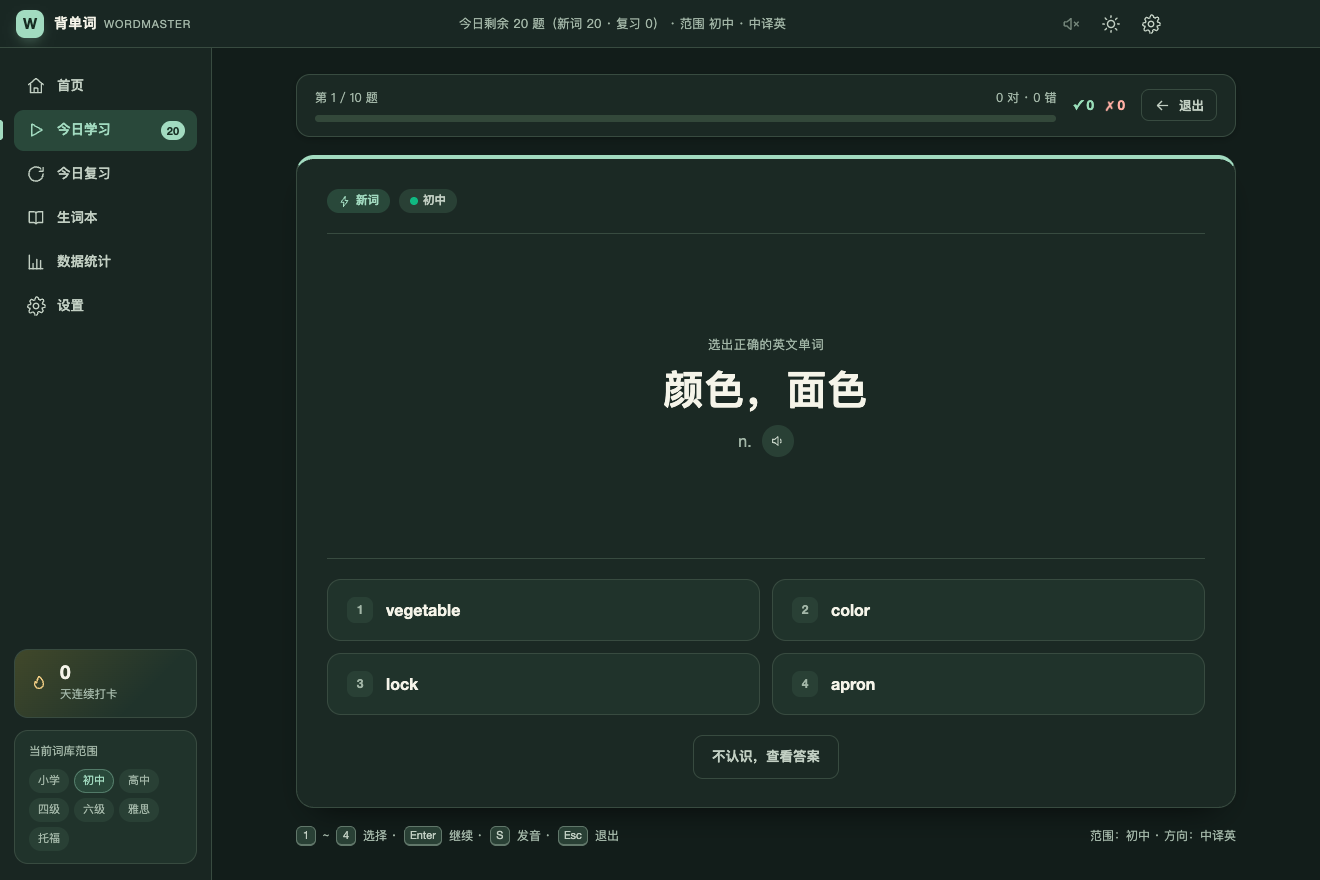 W 背单词 WORDMASTER
今日剩余 20 题（新词 20 · 复习 0） · 范围 初中 · 中译英
首页
今日学习 20
今日复习
生词本
数据统计
设置
0
天连续打卡
当前词库范围
小学 初中 高中
四级 六级 雅思
托福
第 1 / 10 题 0 对 · 0 错
✓0 ✗0 ← 退出
新词 初中
选出正确的英文单词
颜色，面色
n.
1 vegetable
2 color
3 lock
4 apron
不认识，查看答案
1 ~ 4 选择 · Enter 继续 · S 发音 · Esc 退出
范围：初中 · 方向：中译英